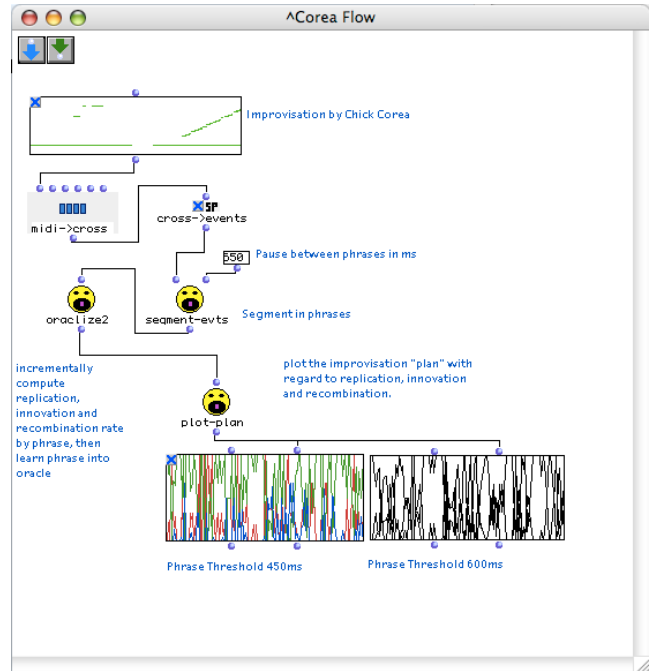 ^Corea Flow
Improvisation by Chick Corea
midi->cross
SP
cross->events
550
Pause between phrases in ms
oraclize2
segment-evts
Segment in phrases
incrementally
compute
replication,
innovation and
recombination rate
by phrase, then
learn phrase into
oracle
plot the improvisation "plan" with
regard to replication, innovation
and recombination.
plot-plan
Phrase Threshold 450ms
Phrase Threshold 600ms